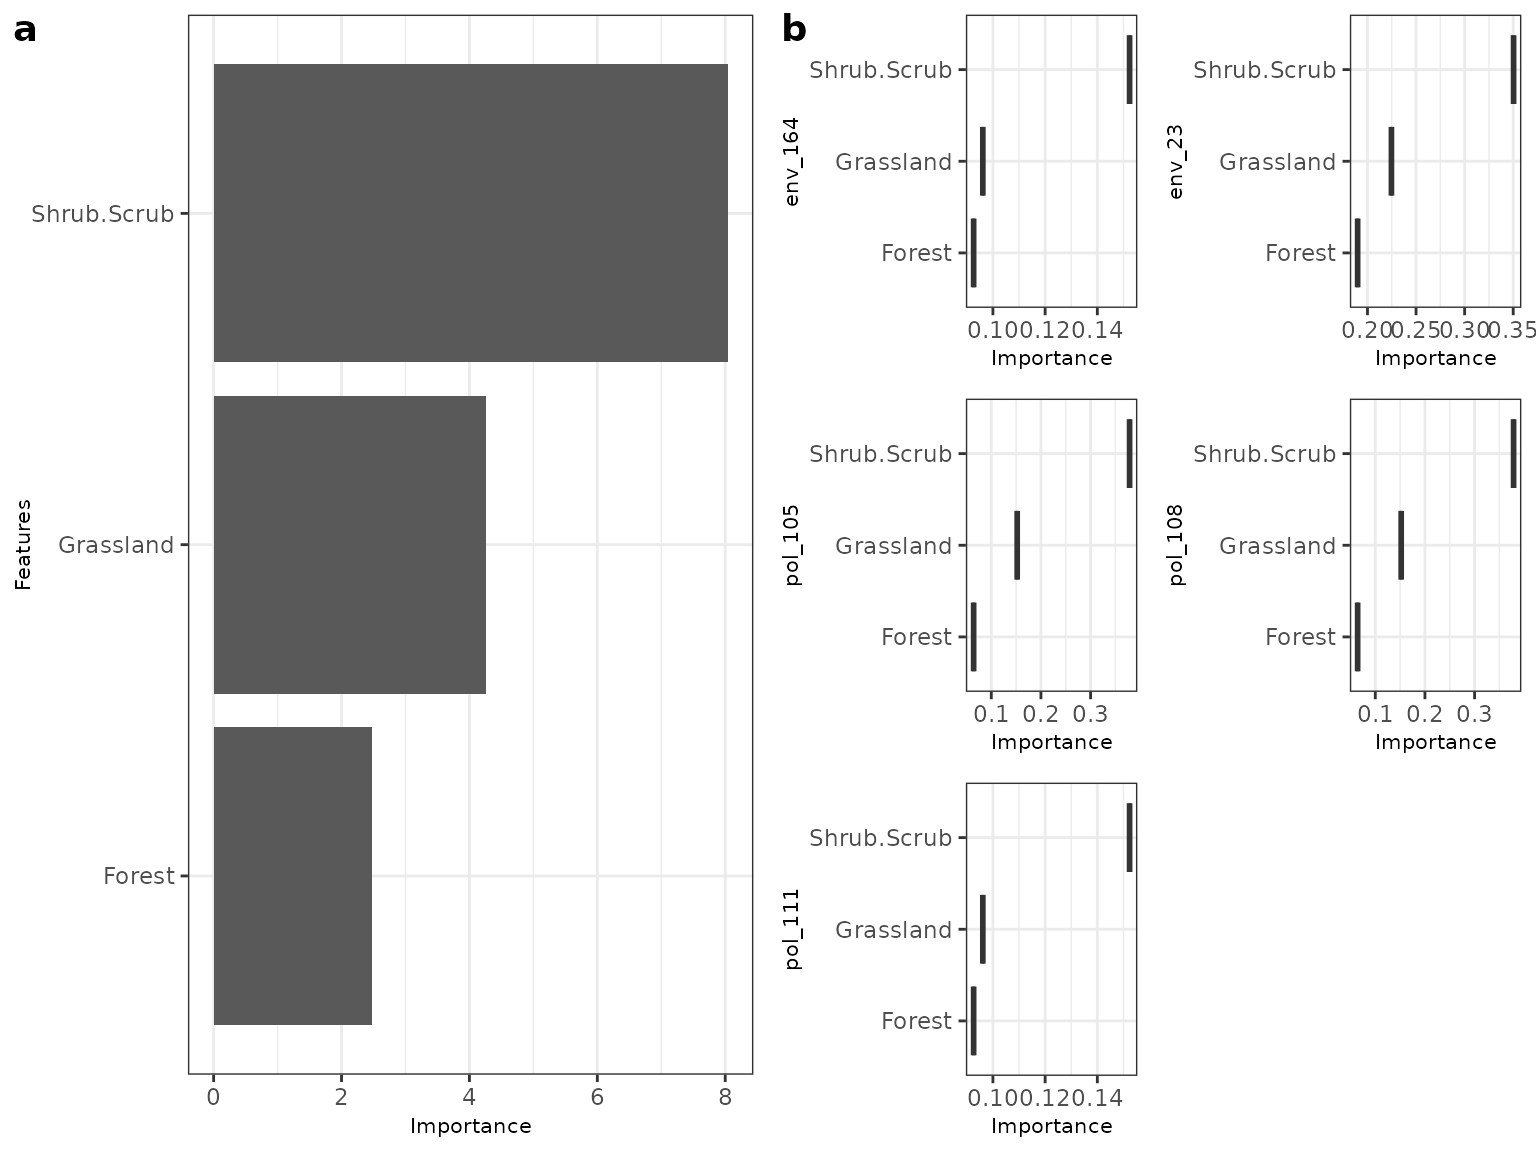 a
Features
Shrub.Scrub
Grassland
Forest
0 2 4 6 8
Importance
b
env_164
Shrub.Scrub
Grassland
Forest
0.10 0.12 0.14
Importance
env_23
Shrub.Scrub
Grassland
Forest
0.20 0.25 0.30 0.35
Importance
pol_105
Shrub.Scrub
Grassland
Forest
0.1 0.2 0.3
Importance
pol_108
Shrub.Scrub
Grassland
Forest
0.1 0.2 0.3
Importance
pol_111
Shrub.Scrub
Grassland
Forest
0.10 0.12 0.14
Importance